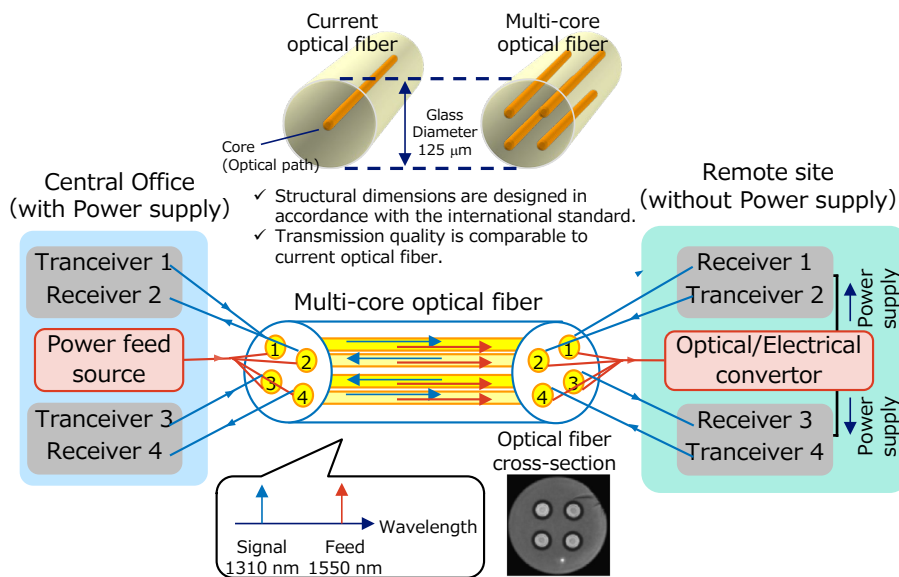 Current
optical fiber
Multi-core
optical fiber
Glass
Diameter
125 μm
Core
(Optical path)
✓ Structural dimensions are designed in
accordance with the international standard.
✓ Transmission quality is comparable to
current optical fiber.
Central Office
(with Power supply)
Remote site
(without Power supply)
Tranceiver 1
Receiver 2
Power feed
source
Tranceiver 3
Receiver 4
Multi-core optical fiber
1
2
3
4
1
2
3
4
Receiver 1
Tranceiver 2
Optical/Electrical
convertor
Receiver 3
Tranceiver 4
Power
supply
Power
supply
Optical fiber
cross-section
Wavelength
Signal
1310 nm
Feed
1550 nm